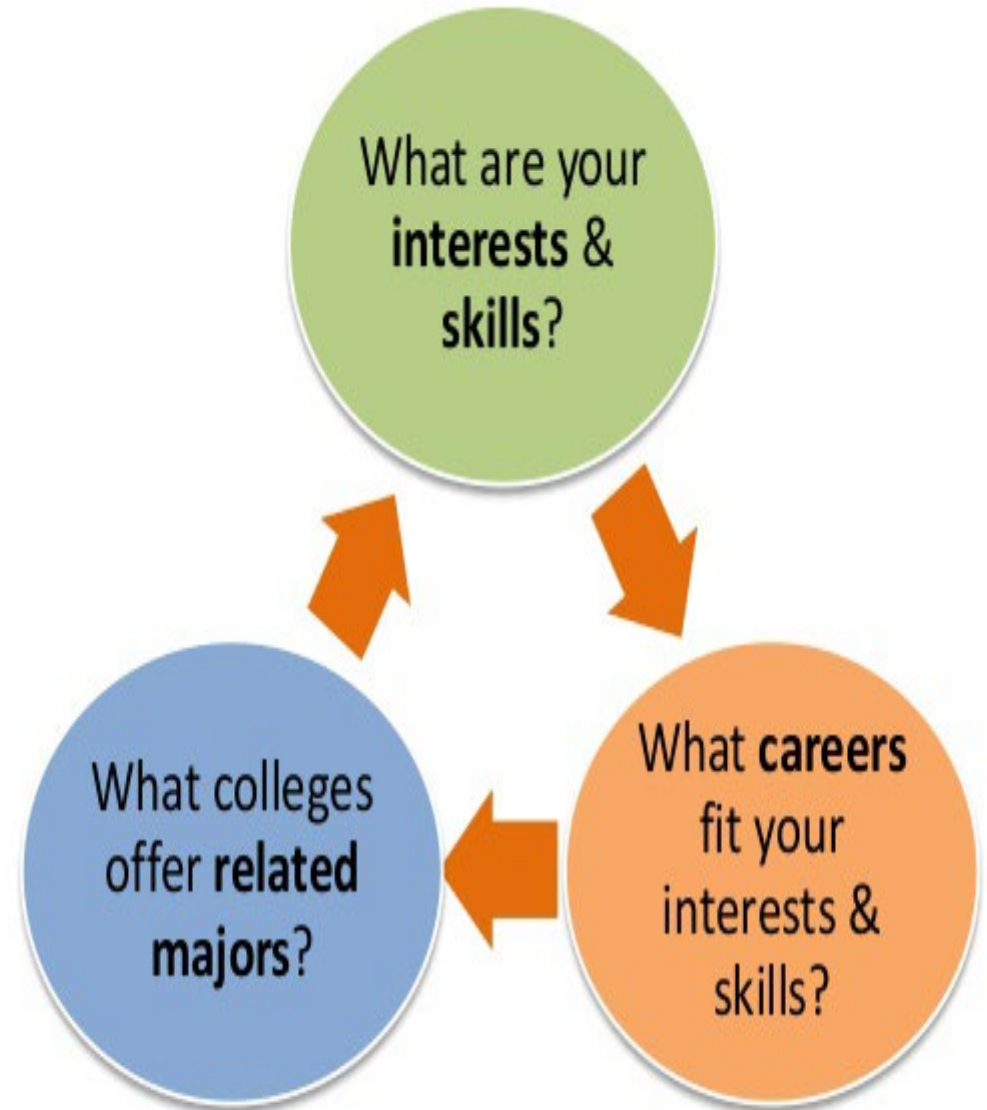 What are your
interests &
skills?
What careers
fit your
interests &
skills?
What colleges
offer related
majors?